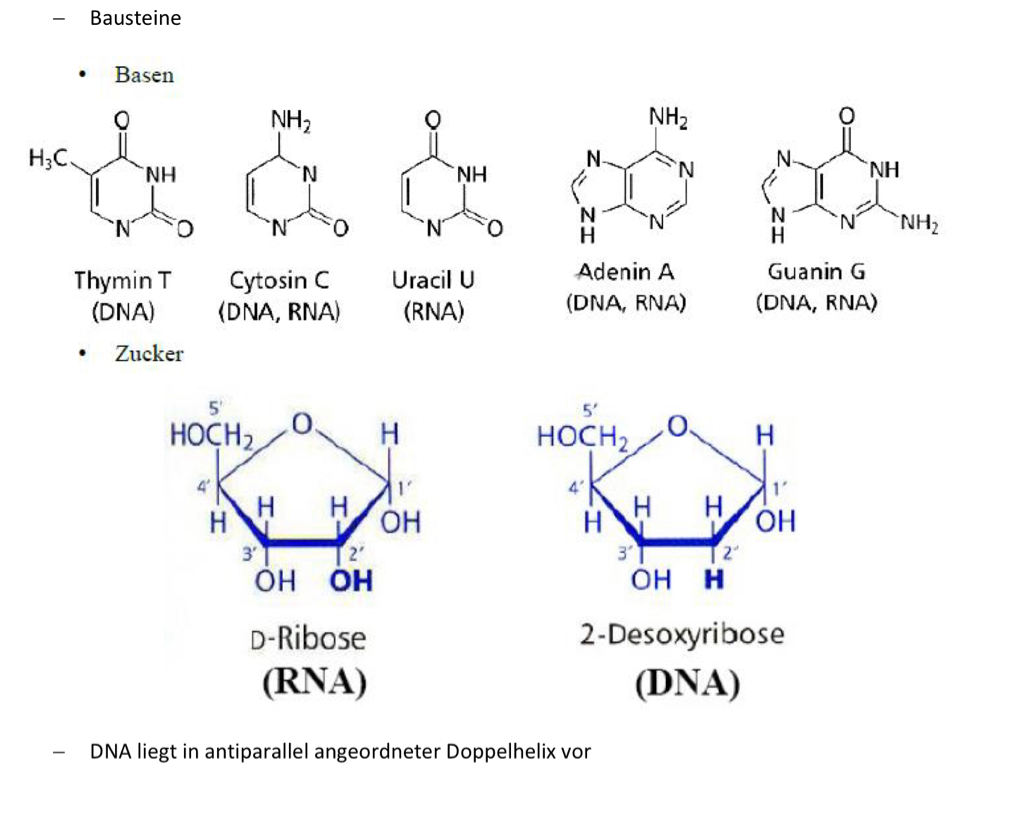 – Bausteine
• Basen
O NH₂ O NH₂ O
H₃C NH N NH N N N NH
N O N O N O N H N N H N NH₂
Thymin T Cytosin C Uracil U Adenin A Guanin G
(DNA) (DNA, RNA) (RNA) (DNA, RNA) (DNA, RNA)
• Zucker
5' 5'
HOCH₂ O H HOCH₂ O H
4' 1' 4' 1'
H H H OH H H H OH
3' 2' 3' 2'
OH OH OH H
D-Ribose 2-Desoxyribose
(RNA) (DNA)
– DNA liegt in antiparallel angeordneter Doppelhelix vor